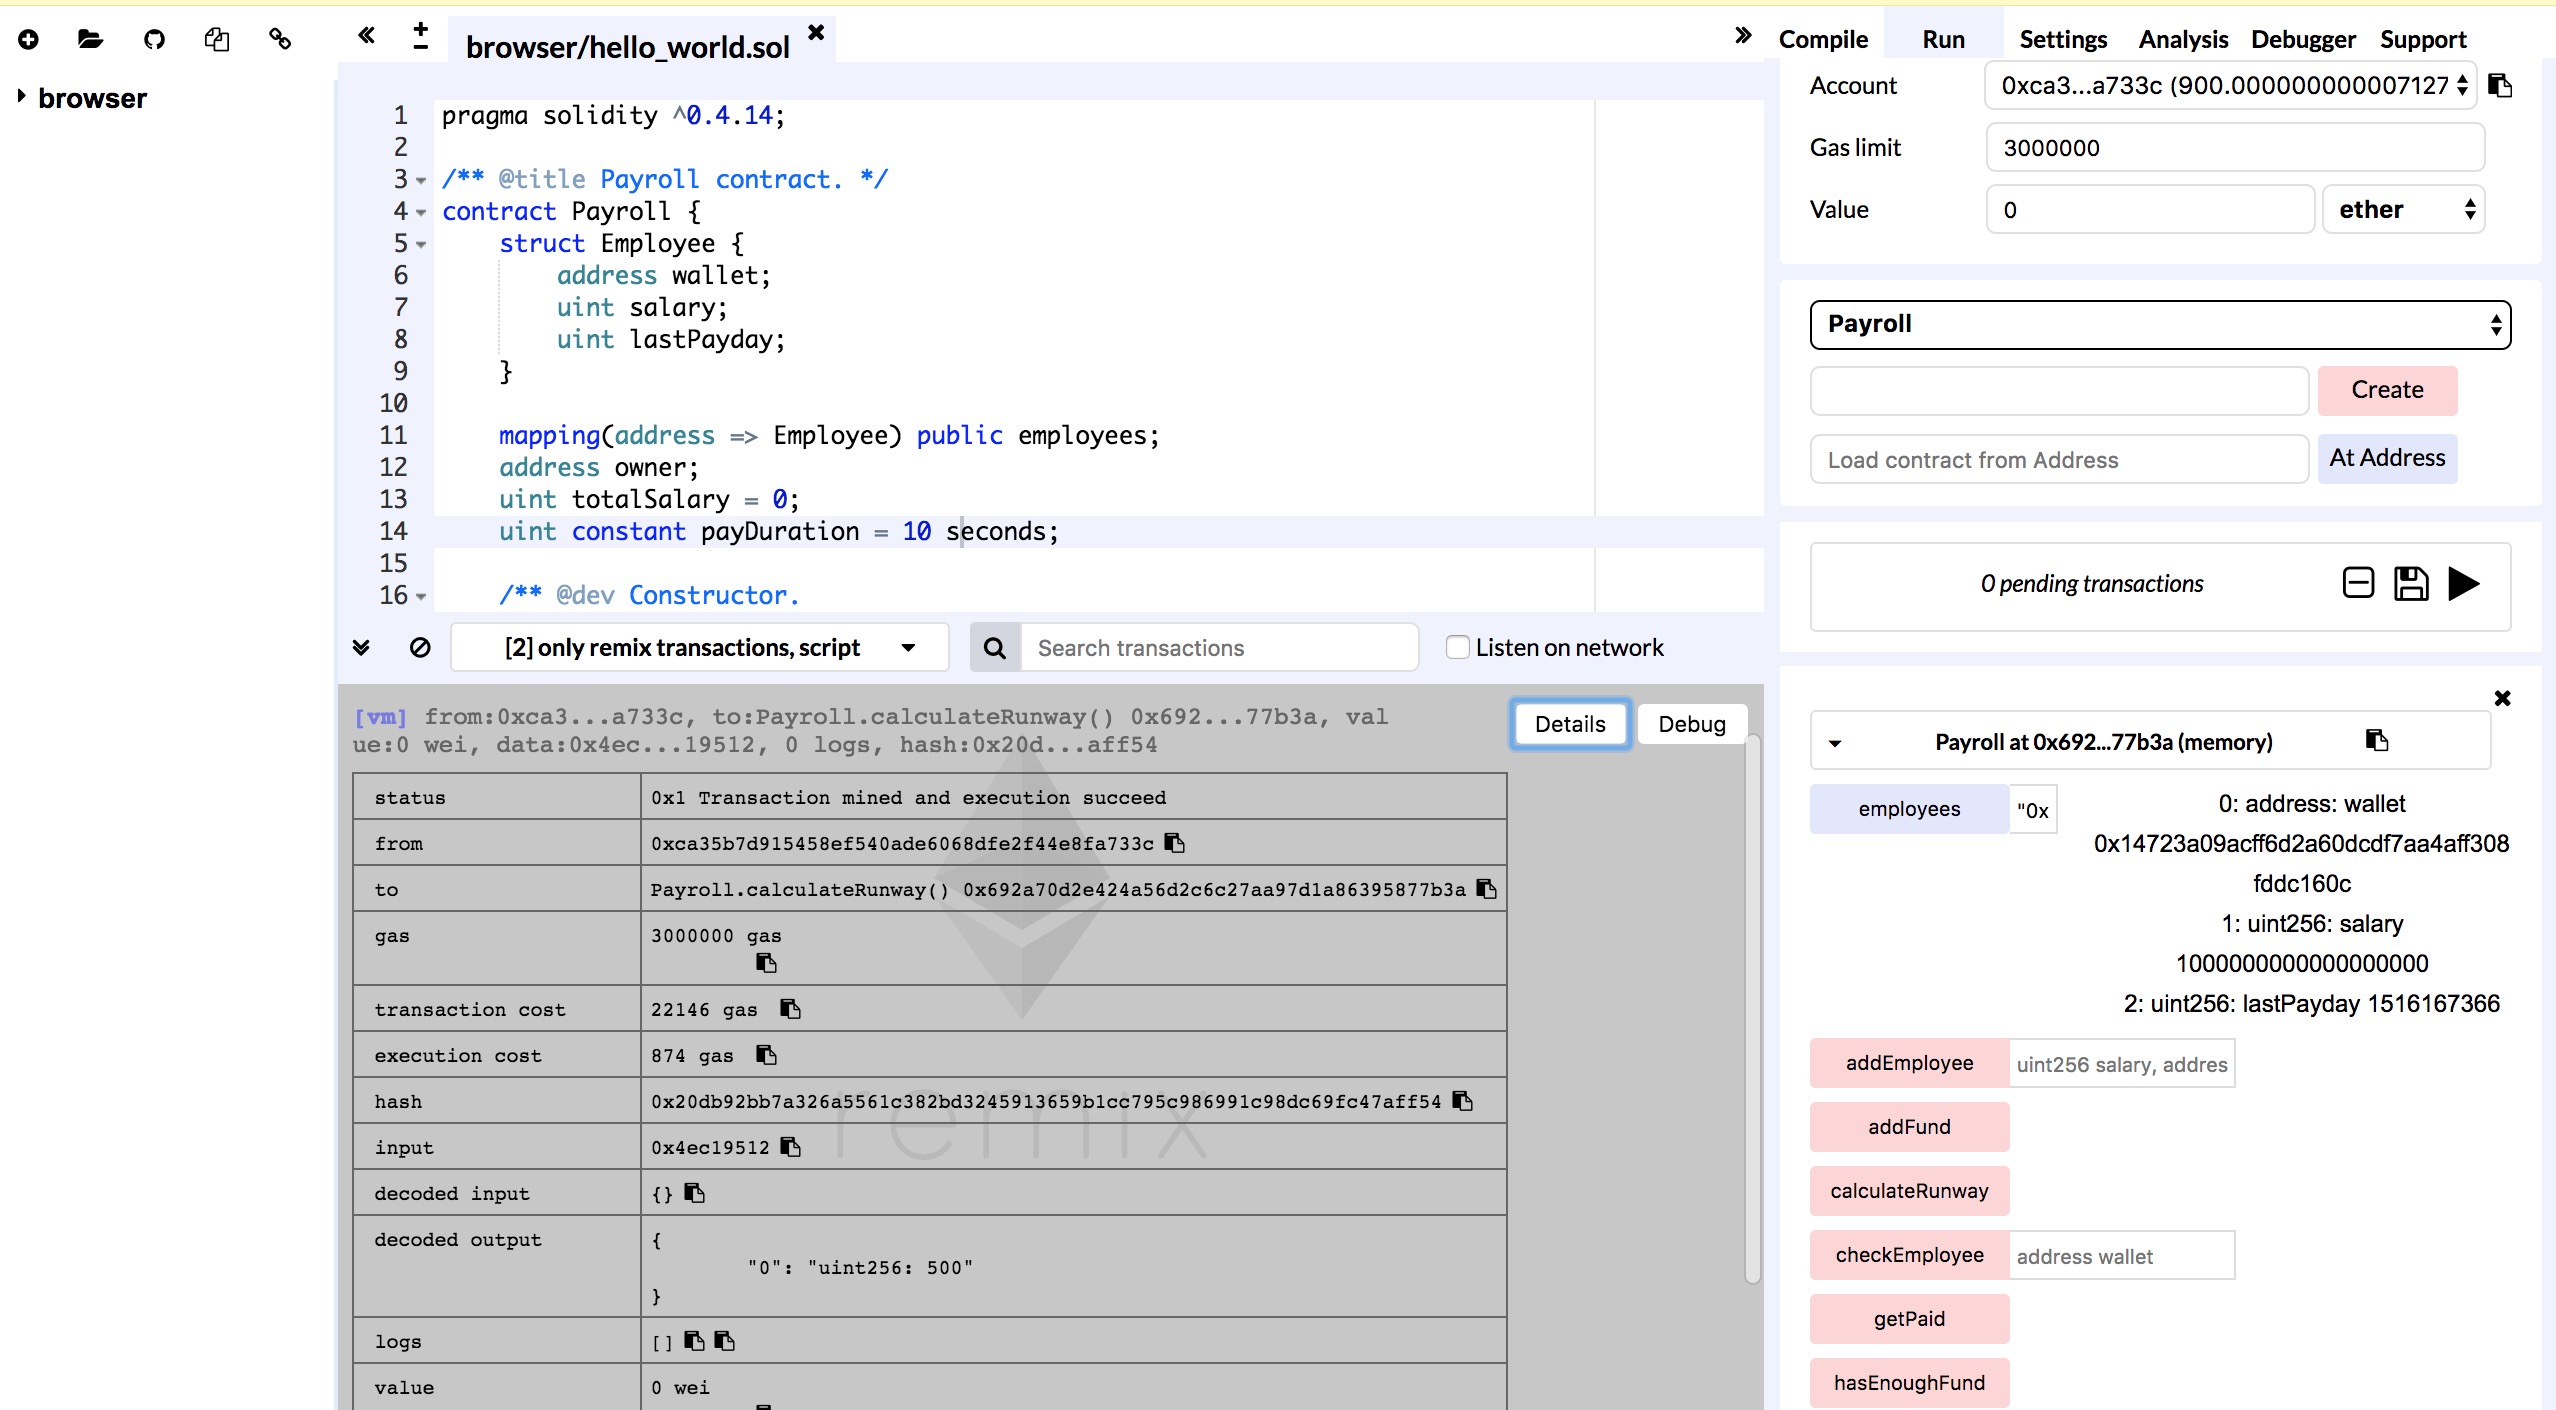 browser
browser/hello_world.sol
1 pragma solidity ^0.4.14;
2
3 /** @title Payroll contract. */
4 contract Payroll {
5 struct Employee {
6 address wallet;
7 uint salary;
8 uint lastPayday;
9 }
10
11 mapping(address => Employee) public employees;
12 address owner;
13 uint totalSalary = 0;
14 uint constant payDuration = 10 seconds;
15
16 /** @dev Constructor.
[2] only remix transactions, script
Search transactions
Listen on network
[vm] from:0xca3...a733c, to:Payroll.calculateRunway() 0x692...77b3a, val
ue:0 wei, data:0x4ec...19512, 0 logs, hash:0x20d...aff54
Details Debug
status 0x1 Transaction mined and execution succeed
from 0xca35b7d915458ef540ade6068dfe2f44e8fa733c
to Payroll.calculateRunway() 0x692a70d2e424a56d2c6c27aa97d1a86395877b3a
gas 3000000 gas
transaction cost 22146 gas
execution cost 874 gas
hash 0x20db92bb7a326a5561c382bd3245913659b1cc795c986991c98dc69fc47aff54
input 0x4ec19512
decoded input {}
decoded output {
"0": "uint256: 500"
}
logs []
value 0 wei
remix
Compile Run Settings Analysis Debugger Support
Account 0xca3...a733c (900.000000000007127
Gas limit 3000000
Value 0 ether
Payroll
Create
Load contract from Address At Address
0 pending transactions
Payroll at 0x692...77b3a (memory)
employees "0x 0: address: wallet
0x14723a09acff6d2a60dcdf7aa4aff308
fddc160c
1: uint256: salary
1000000000000000000
2: uint256: lastPayday 1516167366
addEmployee uint256 salary, addres
addFund
calculateRunway
checkEmployee address wallet
getPaid
hasEnoughFund